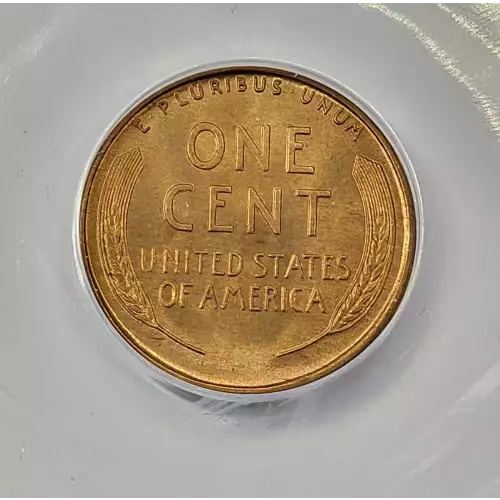 E·PLURIBUS·UNUM
ONE
CENT
UNITED STATES
OF AMERICA